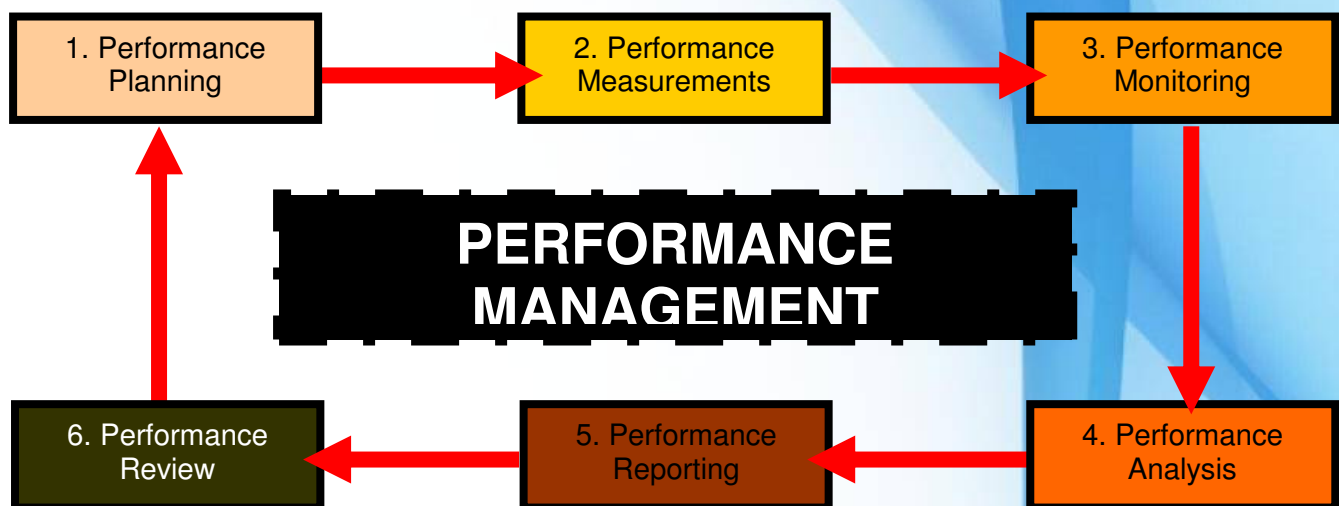 1. Performance
Planning
2. Performance
Measurements
3. Performance
Monitoring
PERFORMANCE
MANAGEMENT
6. Performance
Review
5. Performance
Reporting
4. Performance
Analysis